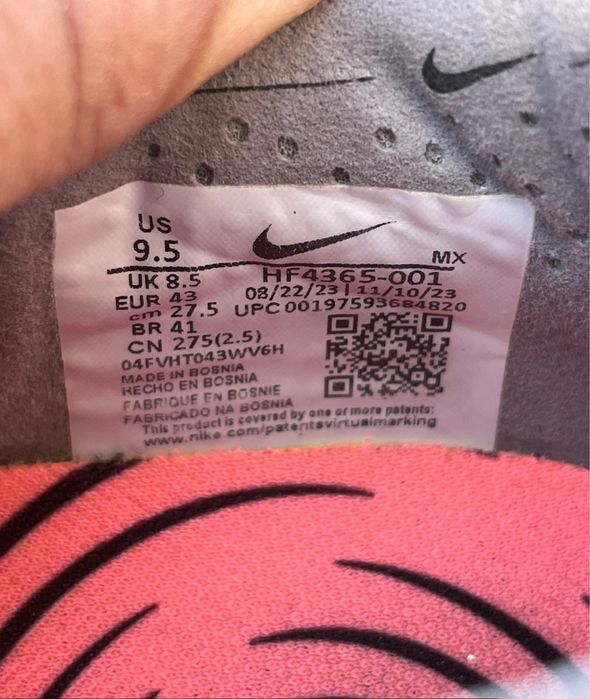 US
9.5
MX
UK 8.5
HF4365-001
EUR 43
08/22/23 | 11/10/23
cm 27.5
UPC 00197593684820
BR 41
CN 275(2.5)
04FVHT043WV6H
MADE IN BOSNIA
HECHO EN BOSNIA
FABRIQUE EN BOSNIE
FABRICADO NA BOSNIA
This product is covered by one or more patents:
www.nike.com/patentsvirtualmarking